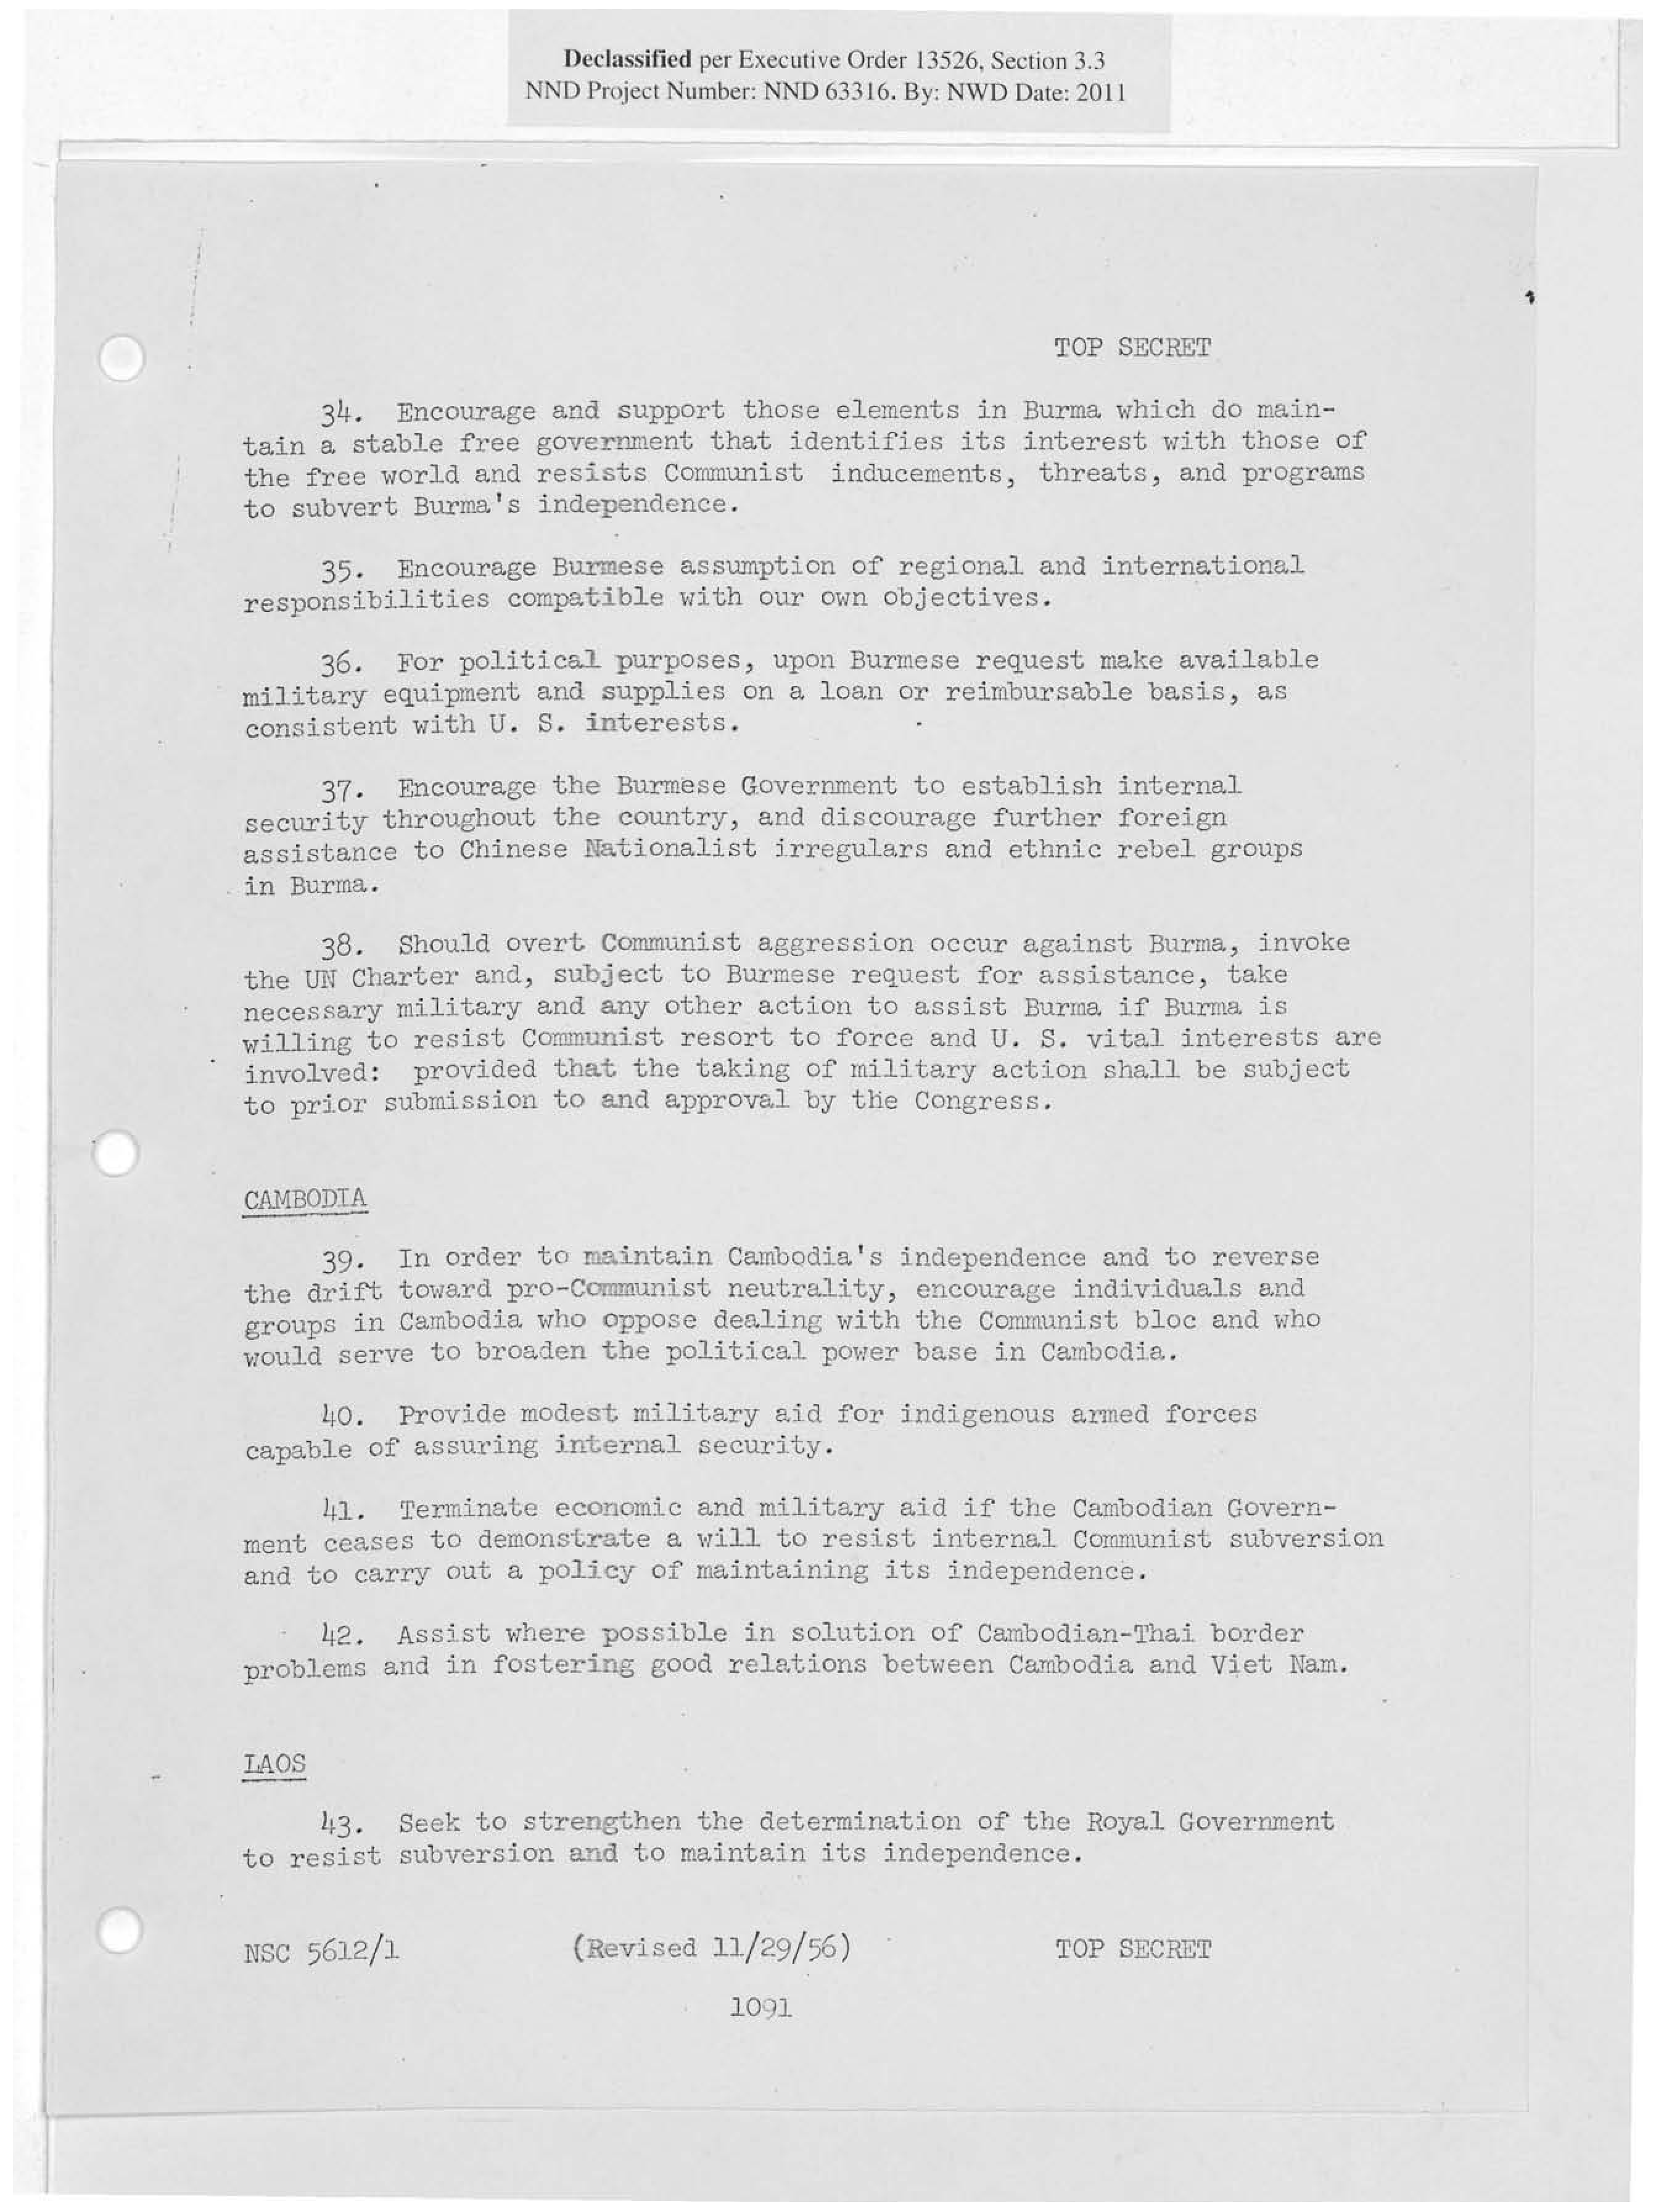 Declassified per Executive Order 13526, Section 3.3
NND Project Number: NND 63316. By: NWD Date: 2011
TOP SECRET
34. Encourage and support those elements in Burma which do main-
tain a stable free government that identifies its interest with those of
the free world and resists Communist inducements, threats, and programs
to subvert Burma's independence.
35. Encourage Burmese assumption of regional and international
responsibilities compatible with our own objectives.
36. For political purposes, upon Burmese request make available
military equipment and supplies on a loan or reimbursable basis, as
consistent with U. S. interests.
37. Encourage the Burmese Government to establish internal
security throughout the country, and discourage further foreign
assistance to Chinese Nationalist irregulars and ethnic rebel groups
in Burma.
38. Should overt Communist aggression occur against Burma, invoke
the UN Charter and, subject to Burmese request for assistance, take
necessary military and any other action to assist Burma if Burma is
willing to resist Communist resort to force and U. S. vital interests are
involved: provided that the taking of military action shall be subject
to prior submission to and approval by the Congress.
CAMBODIA
39. In order to maintain Cambodia's independence and to reverse
the drift toward pro-Communist neutrality, encourage individuals and
groups in Cambodia who oppose dealing with the Communist bloc and who
would serve to broaden the political power base in Cambodia.
40. Provide modest military aid for indigenous armed forces
capable of assuring internal security.
41. Terminate economic and military aid if the Cambodian Govern-
ment ceases to demonstrate a will to resist internal Communist subversion
and to carry out a policy of maintaining its independence.
42. Assist where possible in solution of Cambodian-Thai border
problems and in fostering good relations between Cambodia and Viet Nam.
LAOS
43. Seek to strengthen the determination of the Royal Government
to resist subversion and to maintain its independence.
NSC 5612/1 (Revised 11/29/56) TOP SECRET
1091